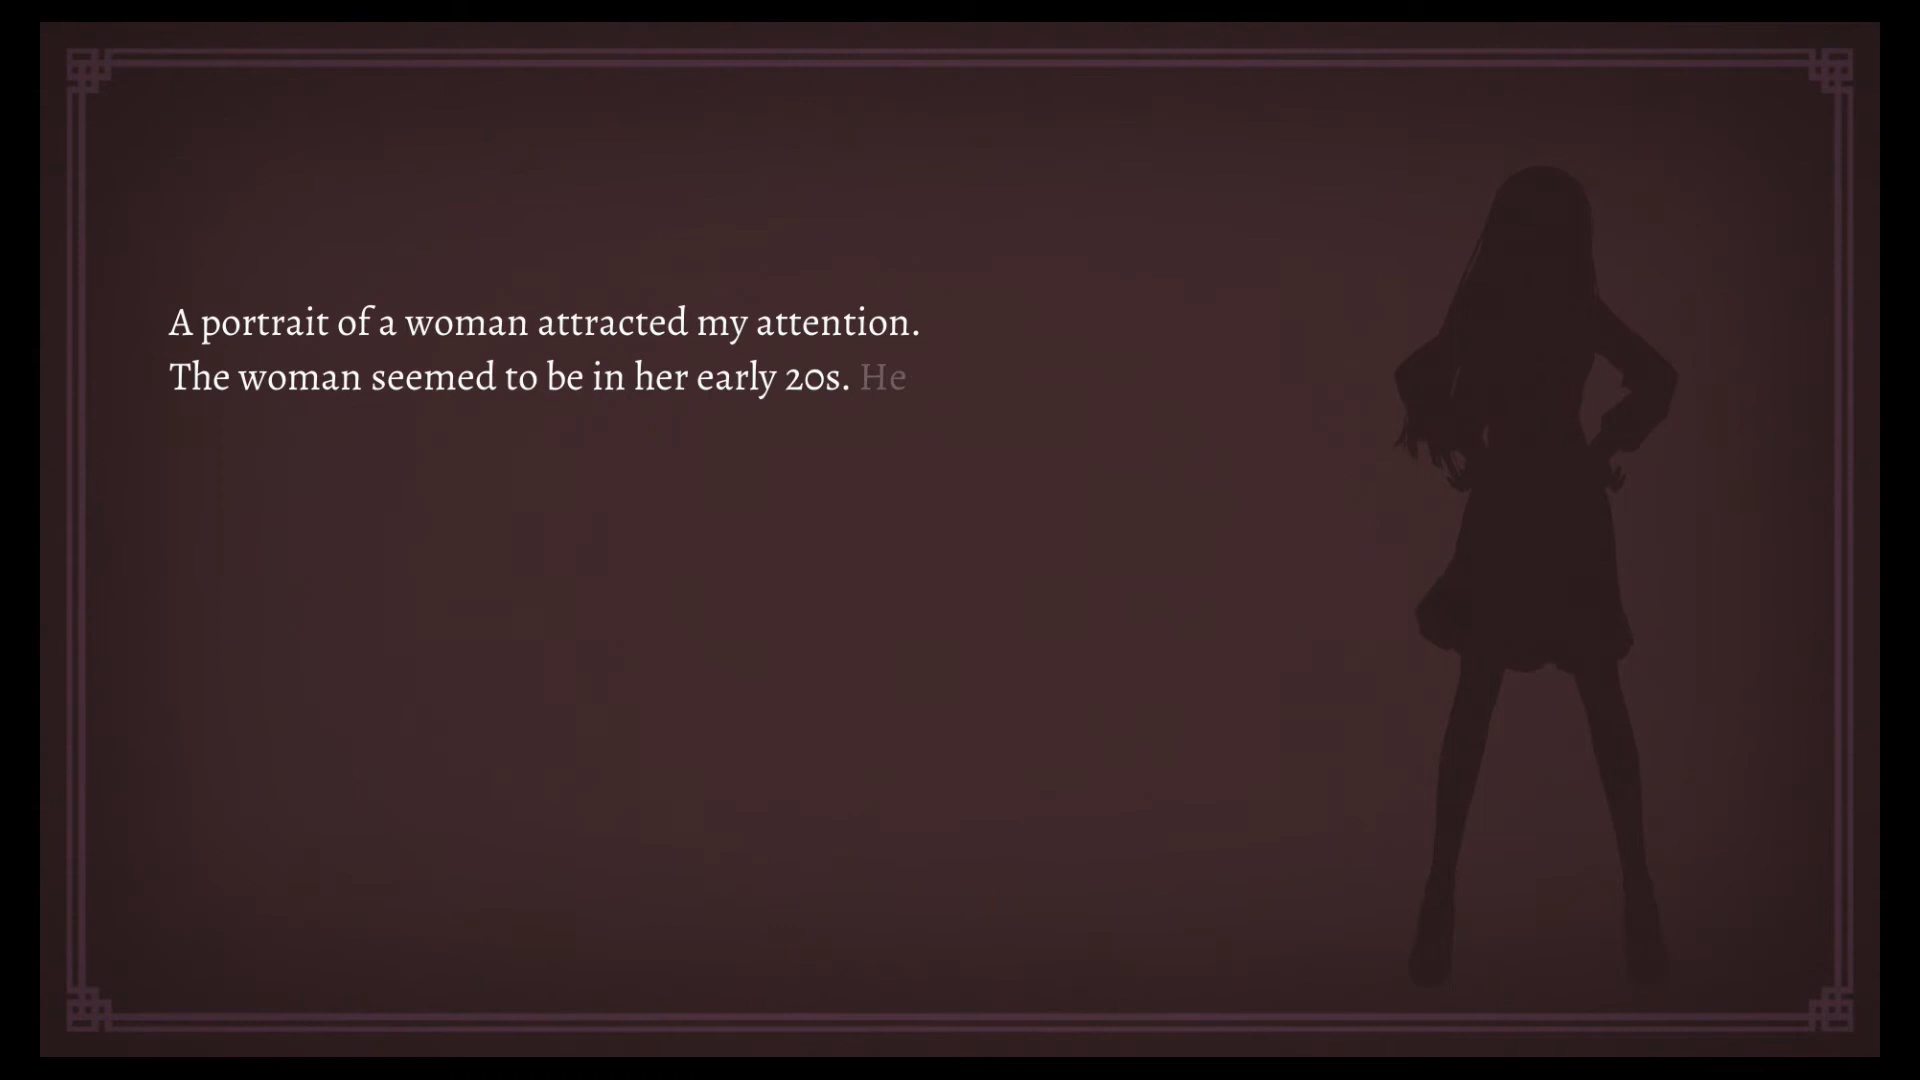 A portrait of a woman attracted my attention.
The woman seemed to be in her early 20s. He